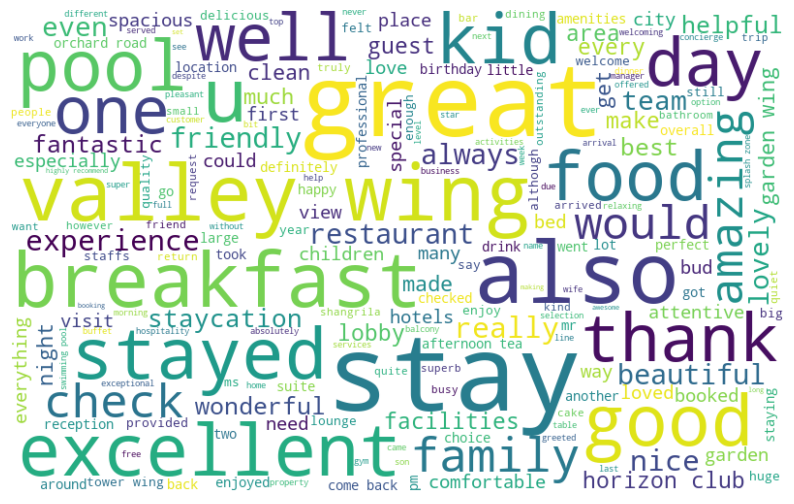 different
top
never
bar
dining
amenities
city
helpful
even
spacious
delicious
served
felt
well
guest
place
kid
area
every
day
orchard road
location
clean
love
birthday
little
work
despite
truly
see
next
welcome
concierge
welcoming
trip
pool
u
great
one
much
first
professional
special
enough
team
get
still
manager
offered
ever
option
people
everyone
pleasant
small
star
make
bathroom
overall
set
customer
bit
new
level
outstanding
arrival
fantastic
friendly
could
always
best
activities
week
especially
definitely
business
although
due
amazing
garden wing
splash zone
highly recommend
quality
go
request
help
happy
food
lovely
super
valley wing
want
however
friend
view
arrived
relaxing
full
without
year
restaurant
bed
would
experience
large
children
many
drink
went
lot
perfect
quiet
staffs
took
say
name
bud
return
breakfast
made
also
got
wife
big
booking
shangrila
checked
making
kind
awesome
visit
staycation
hotels
enjoy
mr
selection
attentive
buffet
morning
lobby
really
line
thank
everything
night
hospitality
absolutely
balcony
afternoon tea
way
swimming pool
services
stayed
stay
quite
superb
beautiful
exceptional
ms
home
suite
busy
another
loved
booked
long
check
wonderful
facilities
cake
table
good
staying
reception
provided
need
lounge
choice
greeted
two
free
came
son
family
garden
excellent
nice
around
tower wing
back
enjoyed
property
gym
come back
pm
comfortable
last
horizon club
huge